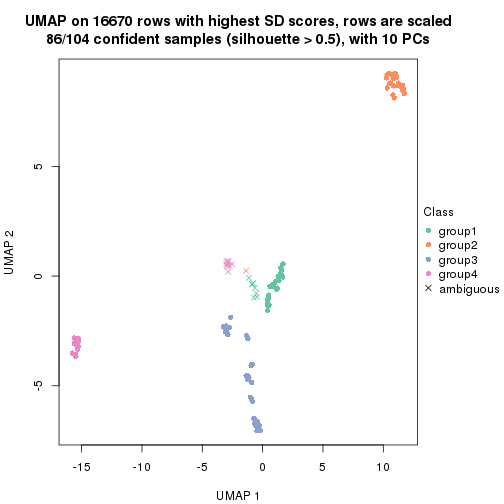 UMAP on 16670 rows with highest SD scores, rows are scaled
86/104 confident samples (silhouette > 0.5), with 10 PCs
UMAP 2
5
0
-5
-15
-10
-5
0
5
10
UMAP 1
Class
group1
group2
group3
group4
ambiguous